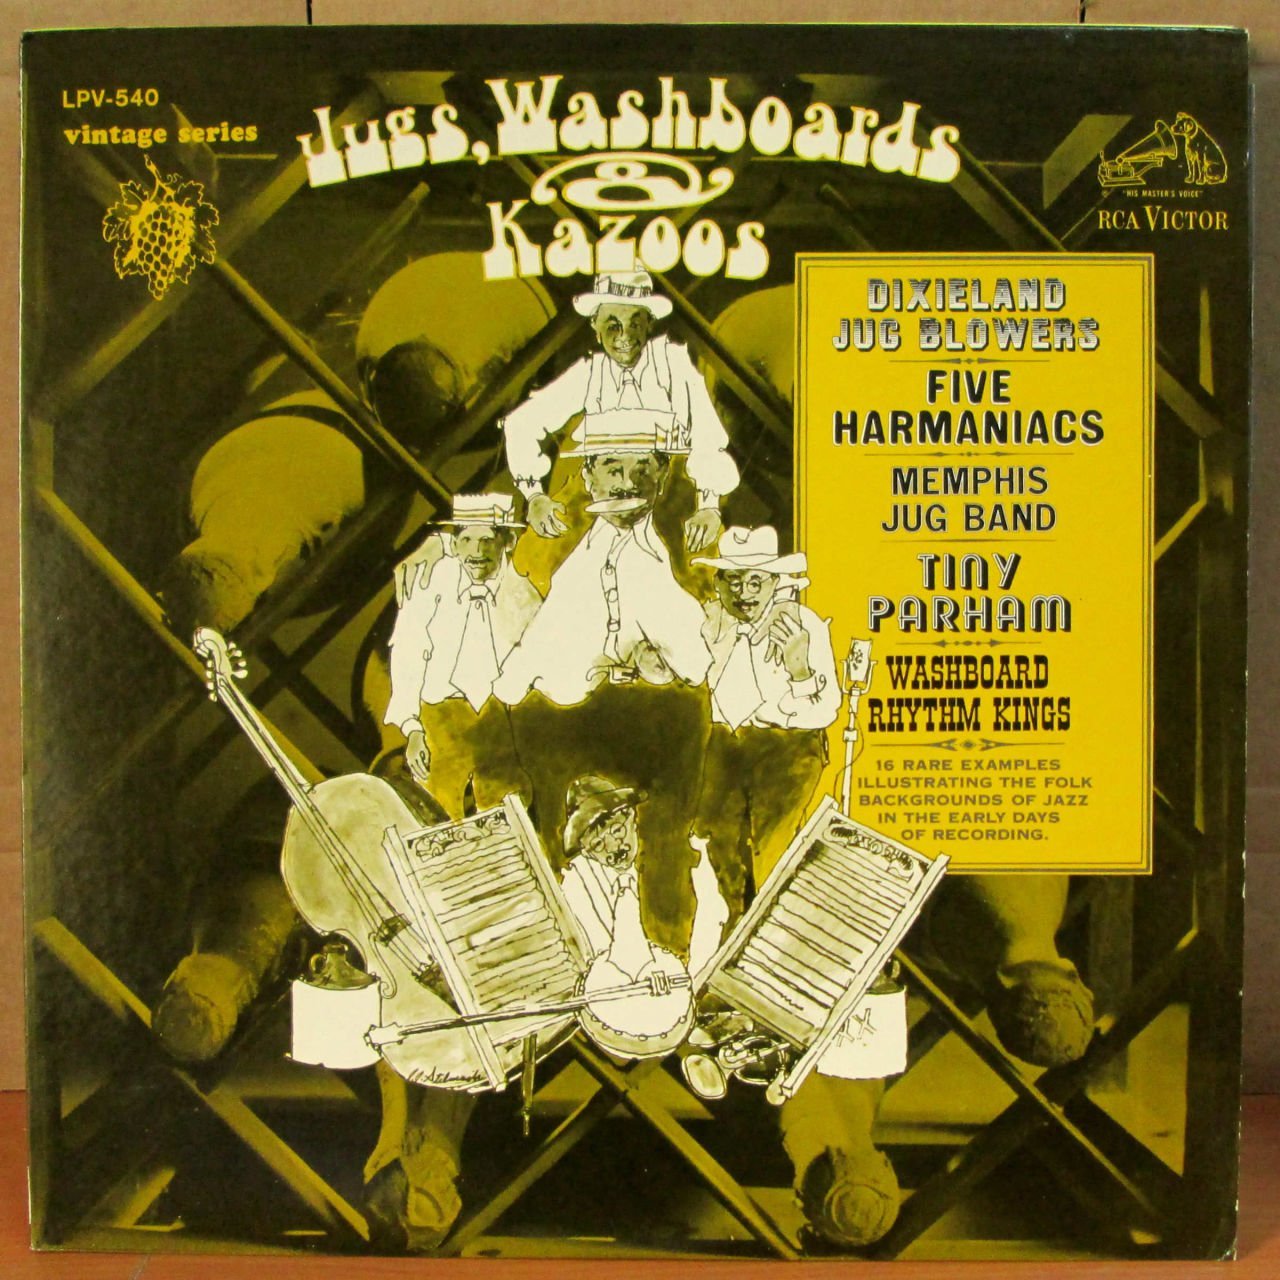 LPV-540
vintage series
Jugs, Washboards
&
Kazoos
"HIS MASTER'S VOICE"
RCA VICTOR
DIXIELAND
JUG BLOWERS
FIVE
HARMANIACS
MEMPHIS
JUG BAND
TINY
PARHAM
WASHBOARD
RHYTHM KINGS
16 RARE EXAMPLES
ILLUSTRATING THE FOLK
BACKGROUNDS OF JAZZ
IN THE EARLY DAYS
OF RECORDING.
XX